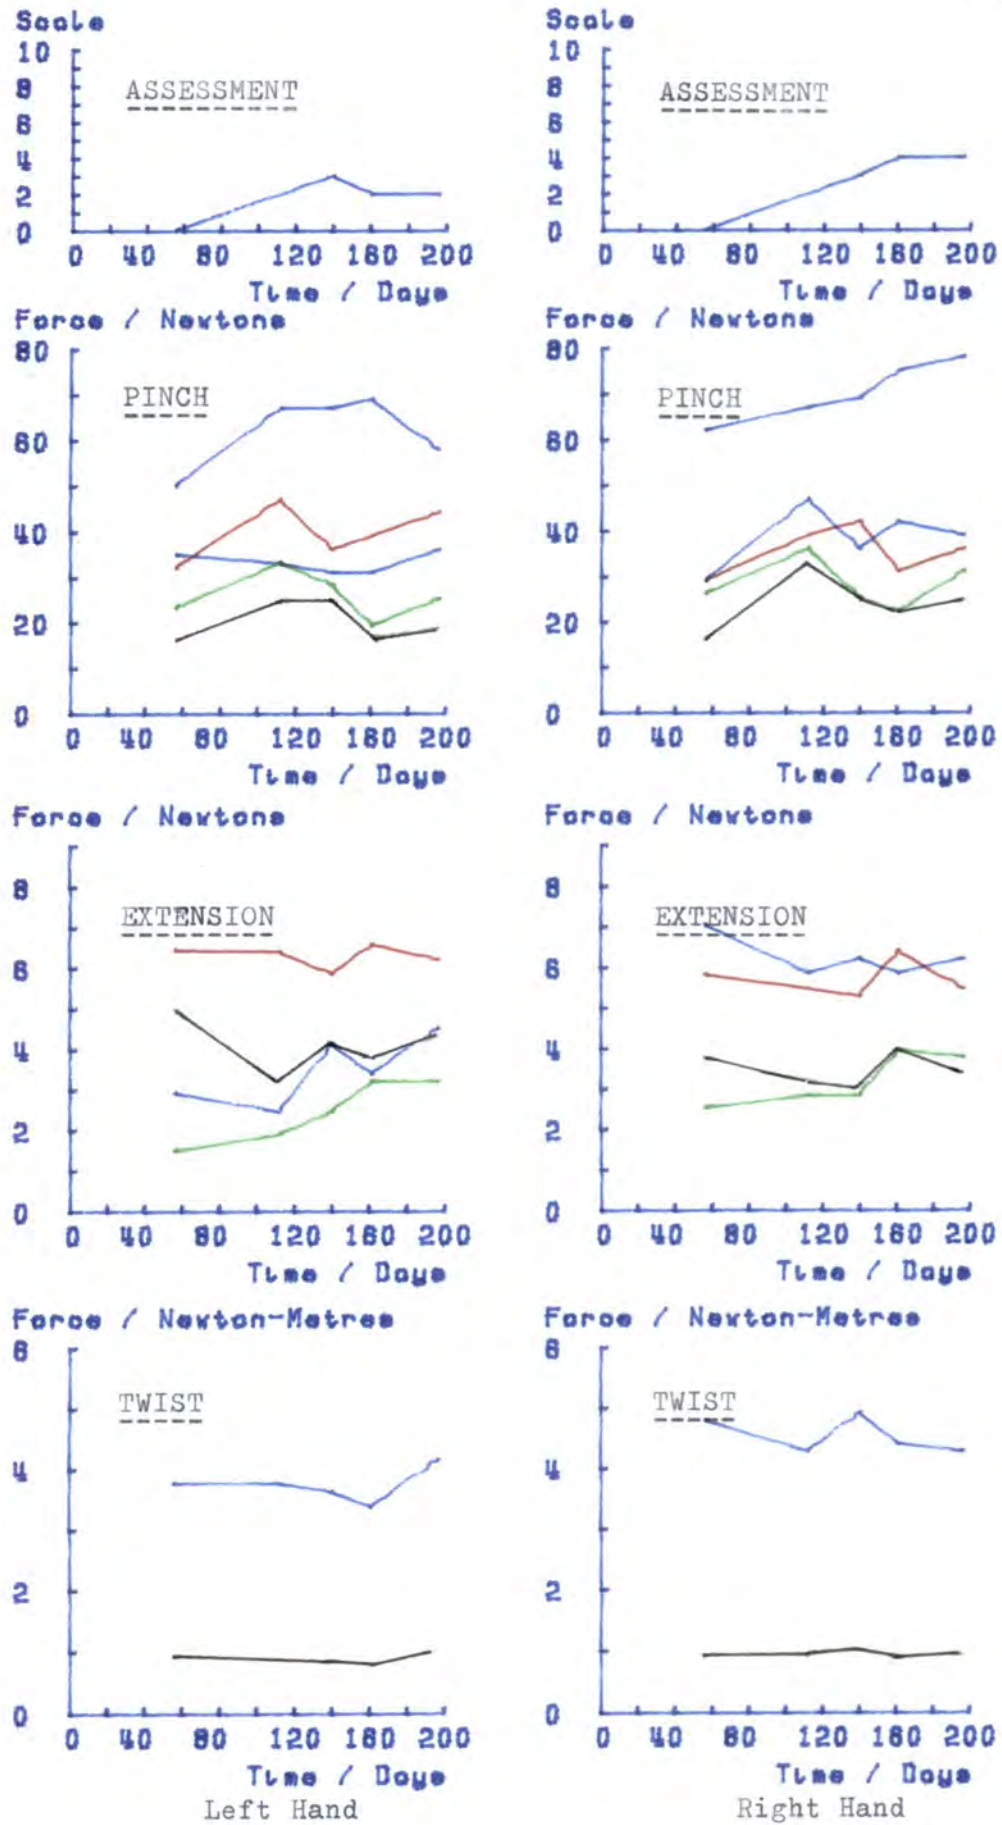 Scale
10
8
6
4
2
0
ASSESSMENT
0 40 80 120 160 200
Time / Days
Scale
10
8
6
4
2
0
ASSESSMENT
0 40 80 120 160 200
Time / Days
Force / Newtons
80
60
40
20
0
PINCH
0 40 80 120 160 200
Time / Days
Force / Newtons
80
60
40
20
0
PINCH
0 40 80 120 160 200
Time / Days
Force / Newtons
8
6
4
2
0
EXTENSION
0 40 80 120 160 200
Time / Days
Force / Newtons
8
6
4
2
0
EXTENSION
0 40 80 120 160 200
Time / Days
Force / Newton-Metres
6
4
2
0
TWIST
0 40 80 120 160 200
Time / Days
Left Hand
Force / Newton-Metres
6
4
2
0
TWIST
0 40 80 120 160 200
Time / Days
Right Hand